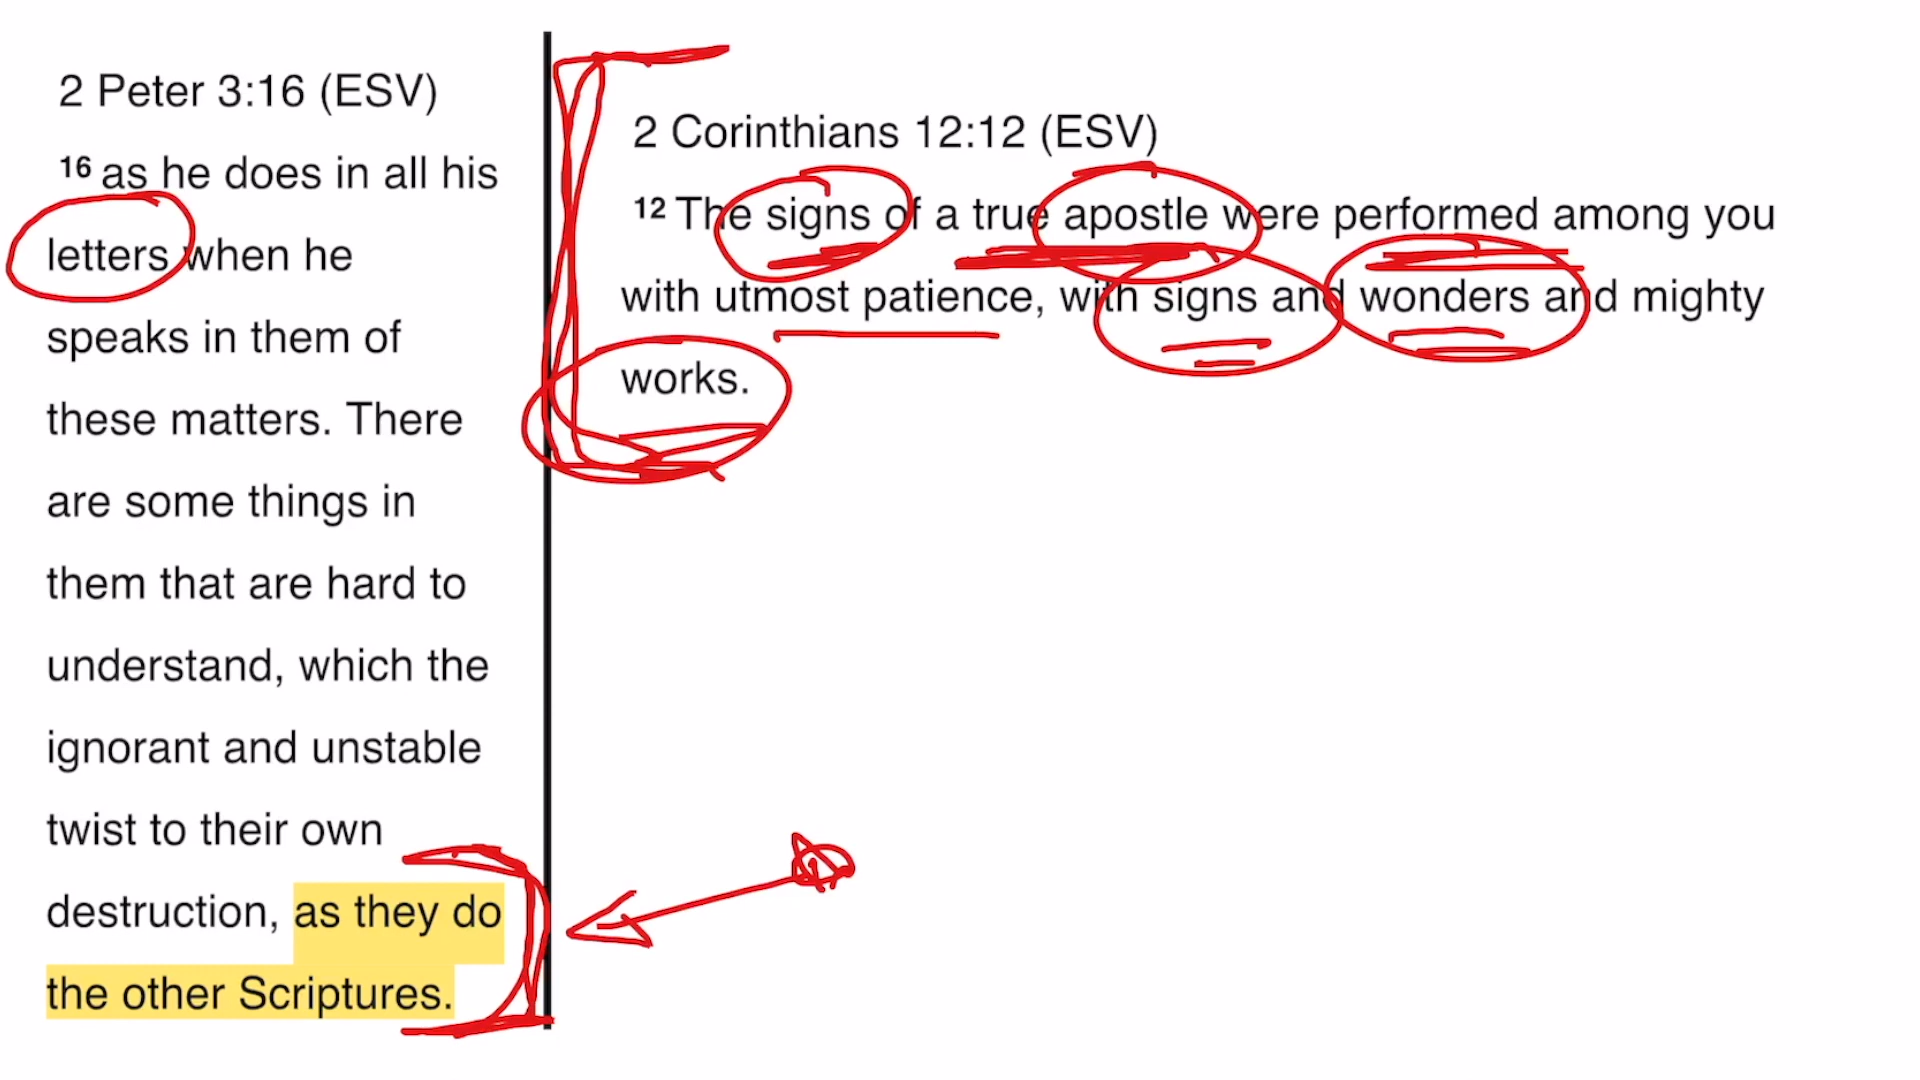 2 Peter 3:16 (ESV)
16 as he does in all his
letters when he
speaks in them of
these matters. There
are some things in
them that are hard to
understand, which the
ignorant and unstable
twist to their own
destruction, as they do
the other Scriptures.
2 Corinthians 12:12 (ESV)
12 The signs of a true apostle were performed among you
with utmost patience, with signs and wonders and mighty
works.